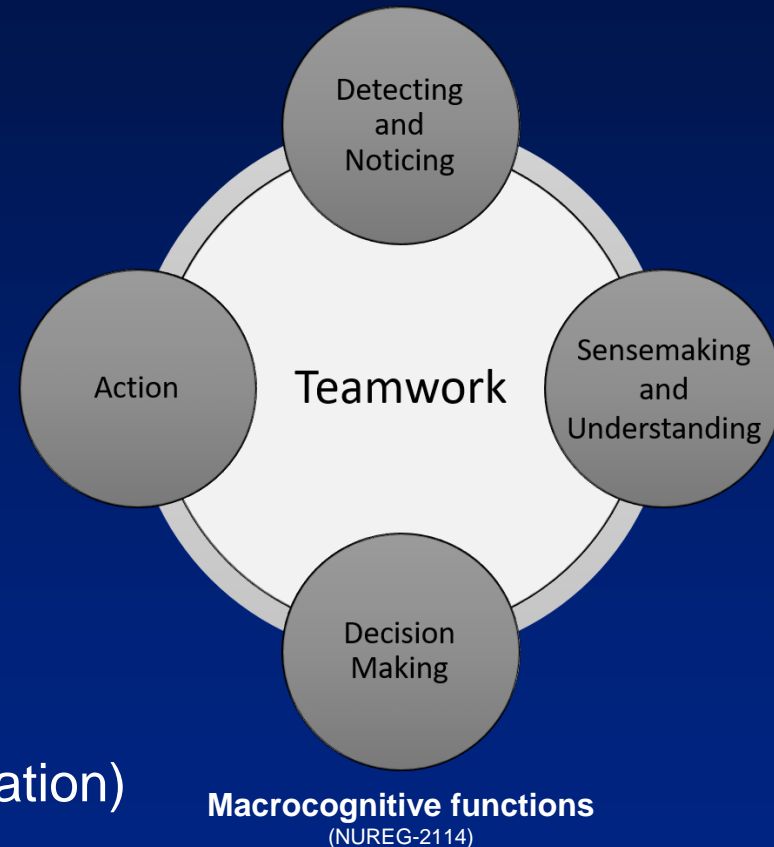 Detecting
and
Noticing
Sensemaking
and
Understanding
Action
Teamwork
Decision
Making
ation)
Macrocognitive functions
(NUREG-2114)